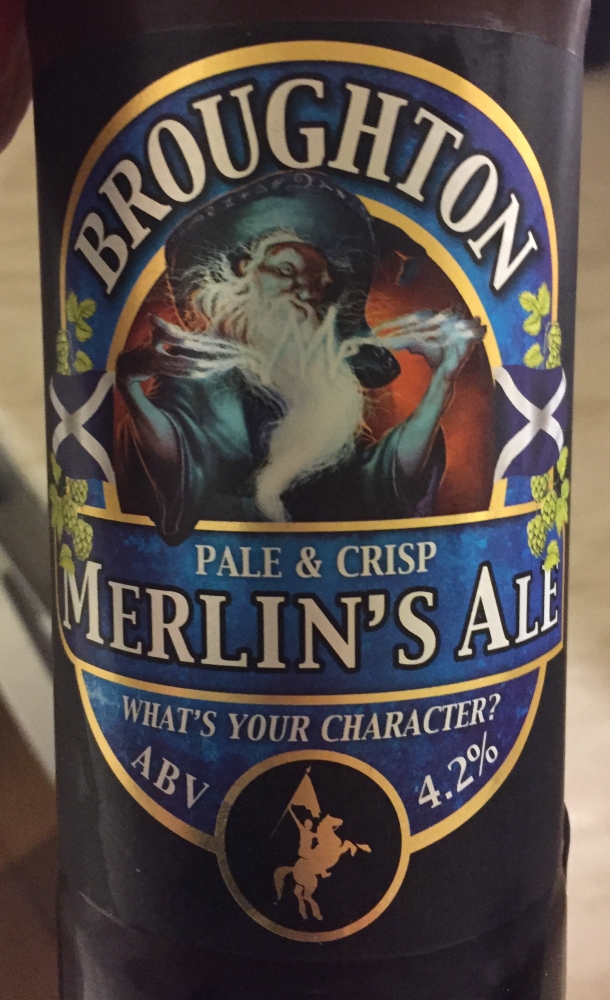 BROUGHTON
PALE & CRISP
MERLIN'S ALE
WHAT'S YOUR CHARACTER?
ABV 4.2%